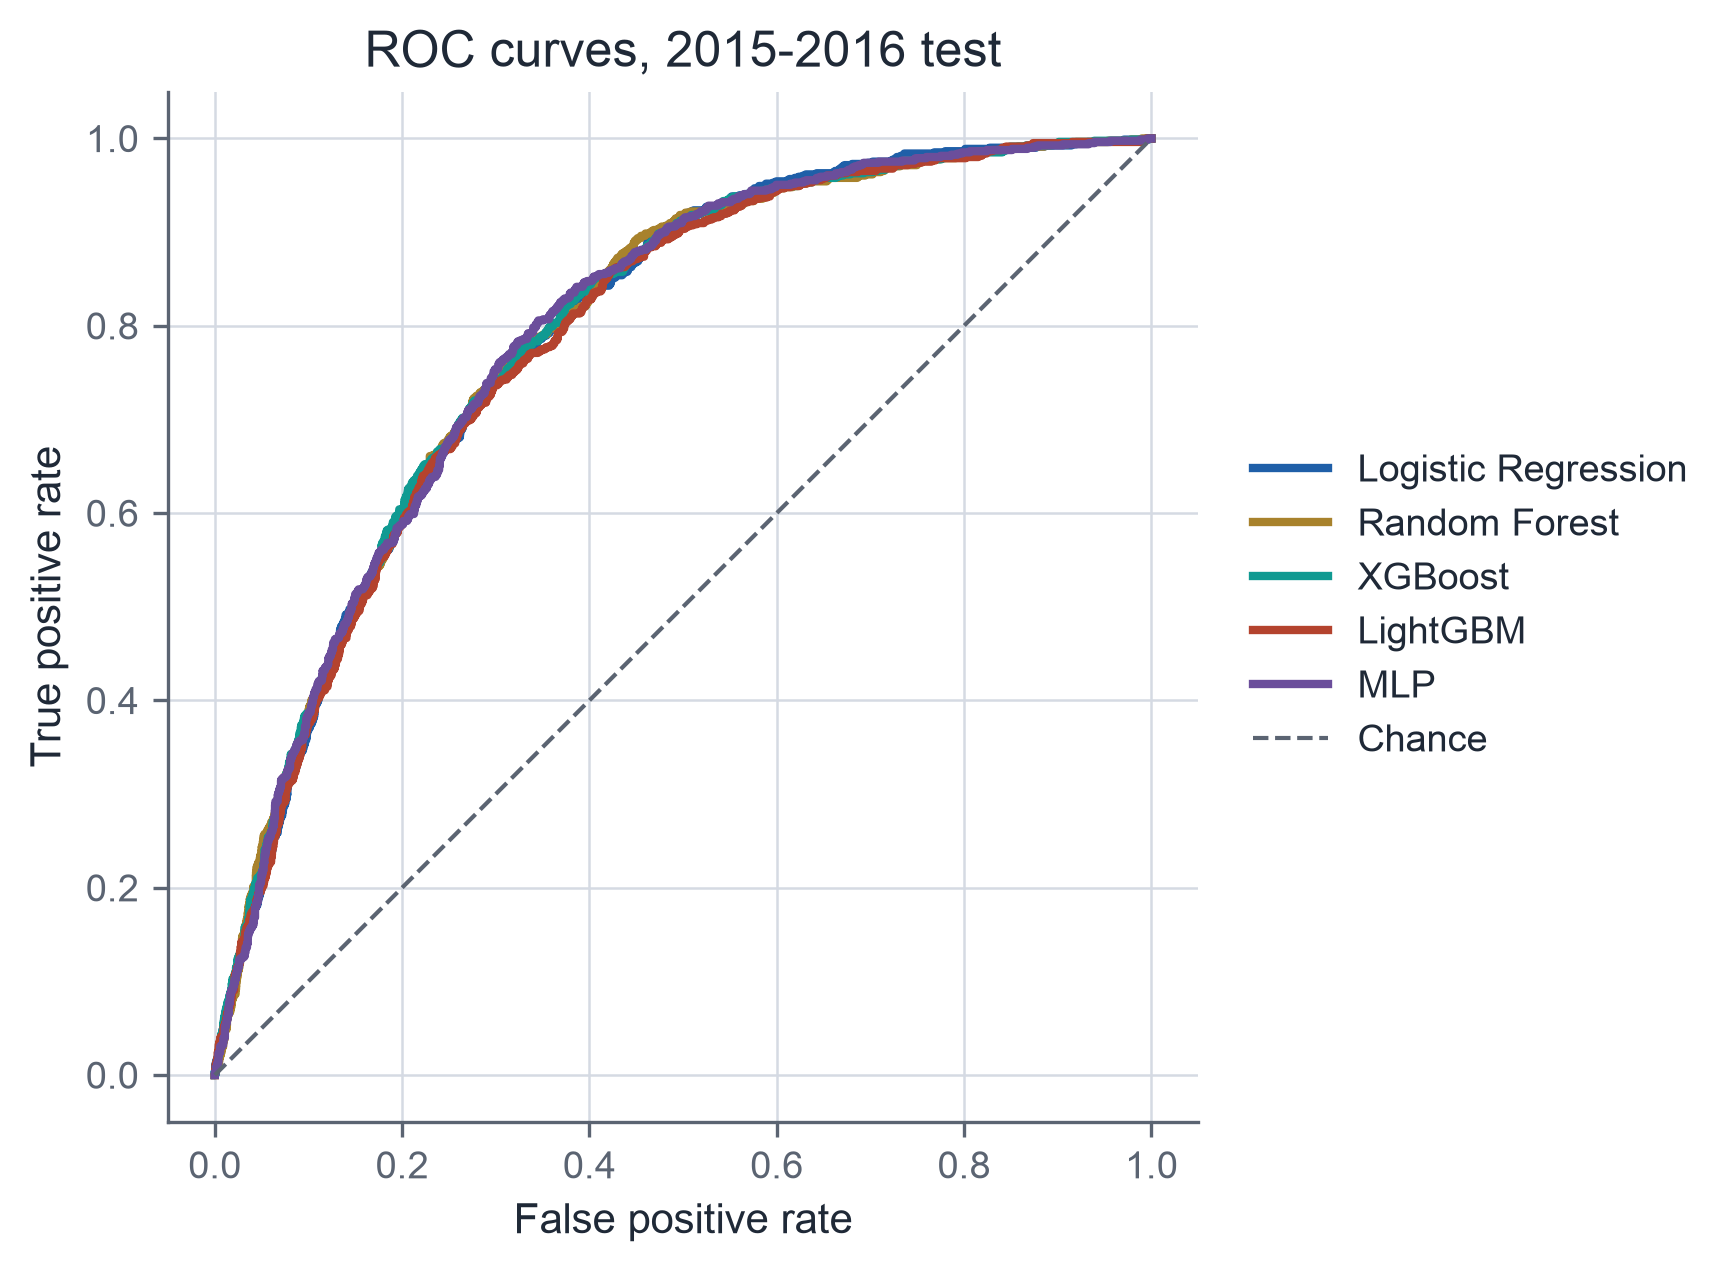 ROC curves, 2015-2016 test
True positive rate
1.0
0.8
0.6
0.4
0.2
0.0
0.0 0.2 0.4 0.6 0.8 1.0
False positive rate
Logistic Regression
Random Forest
XGBoost
LightGBM
MLP
Chance